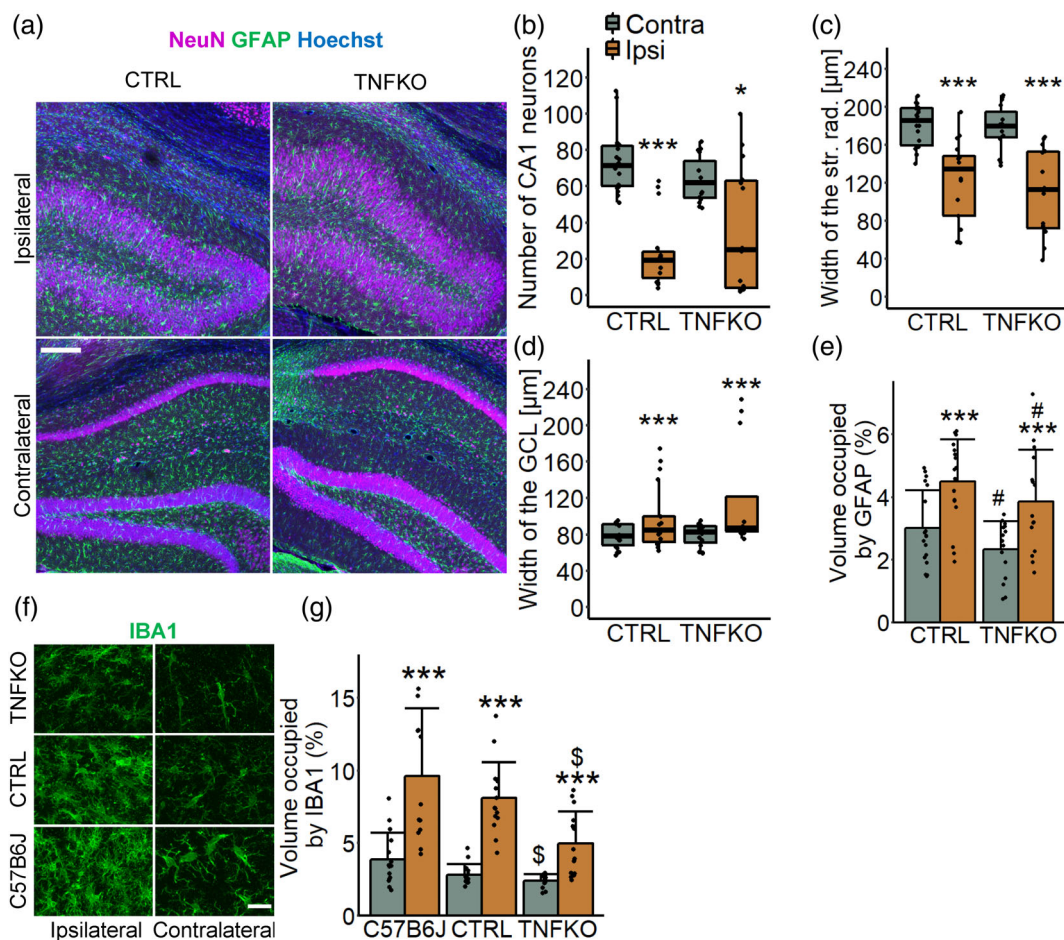 (a)
NeuN GFAP Hoechst
CTRL
TNFKO
Ipsilateral
Contralateral
(b)
Contra
Ipsi
Number of CA1 neurons
120
100
80
60
40
20
0
***
*
CTRL TNFKO
(c)
Width of the str. rad. [µm]
240
200
160
120
80
40
0
***
***
CTRL TNFKO
(d)
Width of the GCL [µm]
240
200
160
120
80
40
0
***
***
CTRL TNFKO
(e)
Volume occupied
by GFAP (%)
6
4
2
0
***
#
#
***
CTRL TNFKO
(f)
IBA1
TNFKO
CTRL
C57B6J
Ipsilateral Contralateral
(g)
Volume occupied
by IBA1 (%)
15
10
5
0
***
***
$
$
***
C57B6J CTRL TNFKO